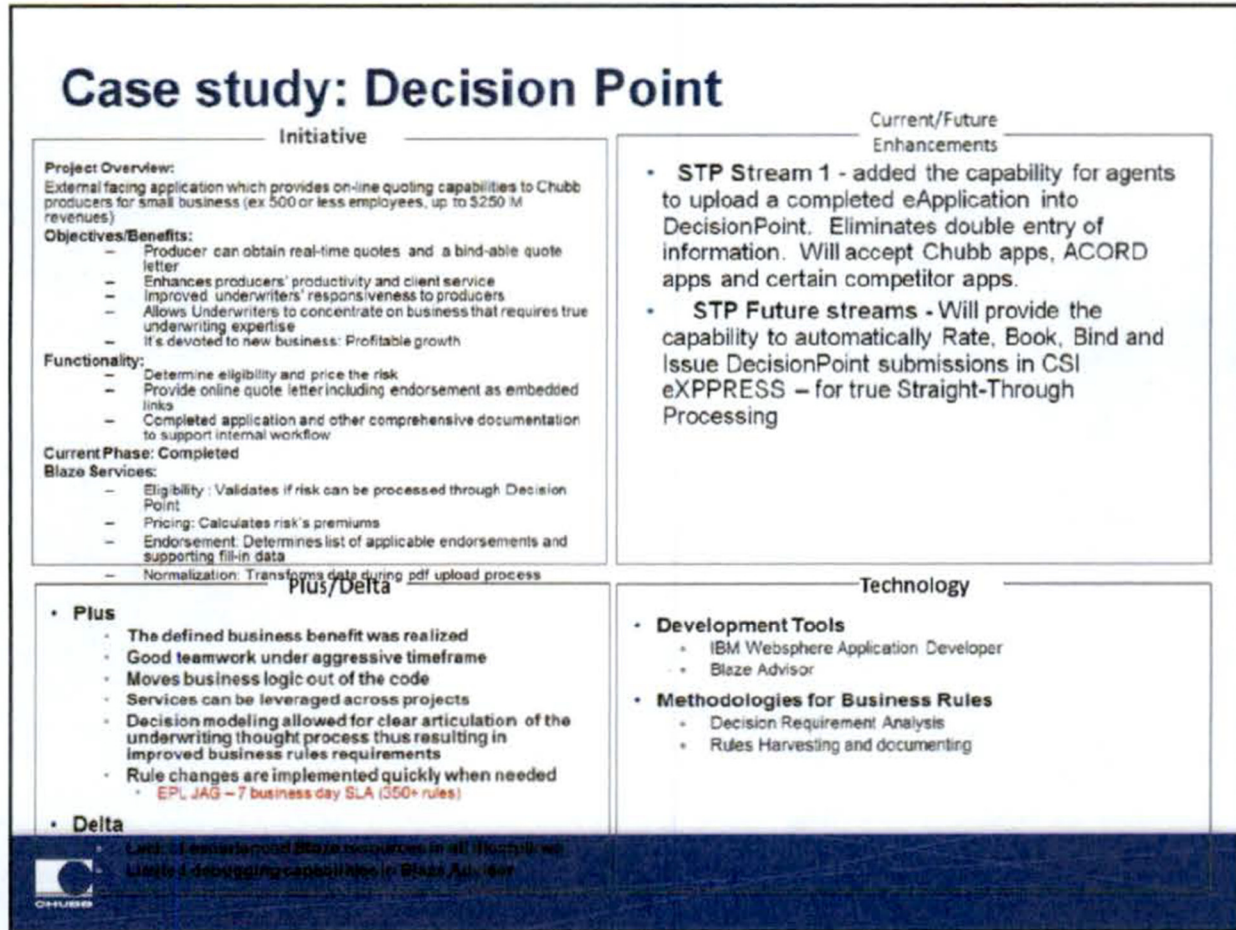 Case study: Decision Point
Initiative
Project Overview:
External facing application which provides on-line quoting capabilities to Chubb
producers for small business (ex 500 or less employees, up to $250 M
revenues)
Objectives/Benefits:
– Producer can obtain real-time quotes and a bind-able quote
letter
– Enhances producers' productivity and client service
– Improved underwriters' responsiveness to producers
– Allows Underwriters to concentrate on business that requires true
underwriting expertise
– It's devoted to new business: Profitable growth
Functionality:
– Determine eligibility and price the risk
– Provide online quote letter including endorsement as embedded
links
– Completed application and other comprehensive documentation
to support internal workflow
Current Phase: Completed
Blaze Services:
– Eligibility : Validates if risk can be processed through Decision
Point
– Pricing: Calculates risk's premiums
– Endorsement: Determines list of applicable endorsements and
supporting fill-in data
– Normalization: Transforms data during pdf upload process
Current/Future
Enhancements
• STP Stream 1 - added the capability for agents
to upload a completed eApplication into
DecisionPoint. Eliminates double entry of
information. Will accept Chubb apps, ACORD
apps and certain competitor apps.
• STP Future streams - Will provide the
capability to automatically Rate, Book, Bind and
Issue DecisionPoint submissions in CSI
eXPPRESS – for true Straight-Through
Processing
Plus/Delta
• Plus
• The defined business benefit was realized
• Good teamwork under aggressive timeframe
• Moves business logic out of the code
• Services can be leveraged across projects
• Decision modeling allowed for clear articulation of the
underwriting thought process thus resulting in
improved business rules requirements
• Rule changes are implemented quickly when needed
• EPL JAG – 7 business day SLA (350+ rules)
• Delta
• Lack of experienced Blaze resources in all
• Limited debugging capabilities in Blaze Advisor
Technology
• Development Tools
• IBM Websphere Application Developer
• Blaze Advisor
• Methodologies for Business Rules
• Decision Requirement Analysis
• Rules Harvesting and documenting
CHUBB